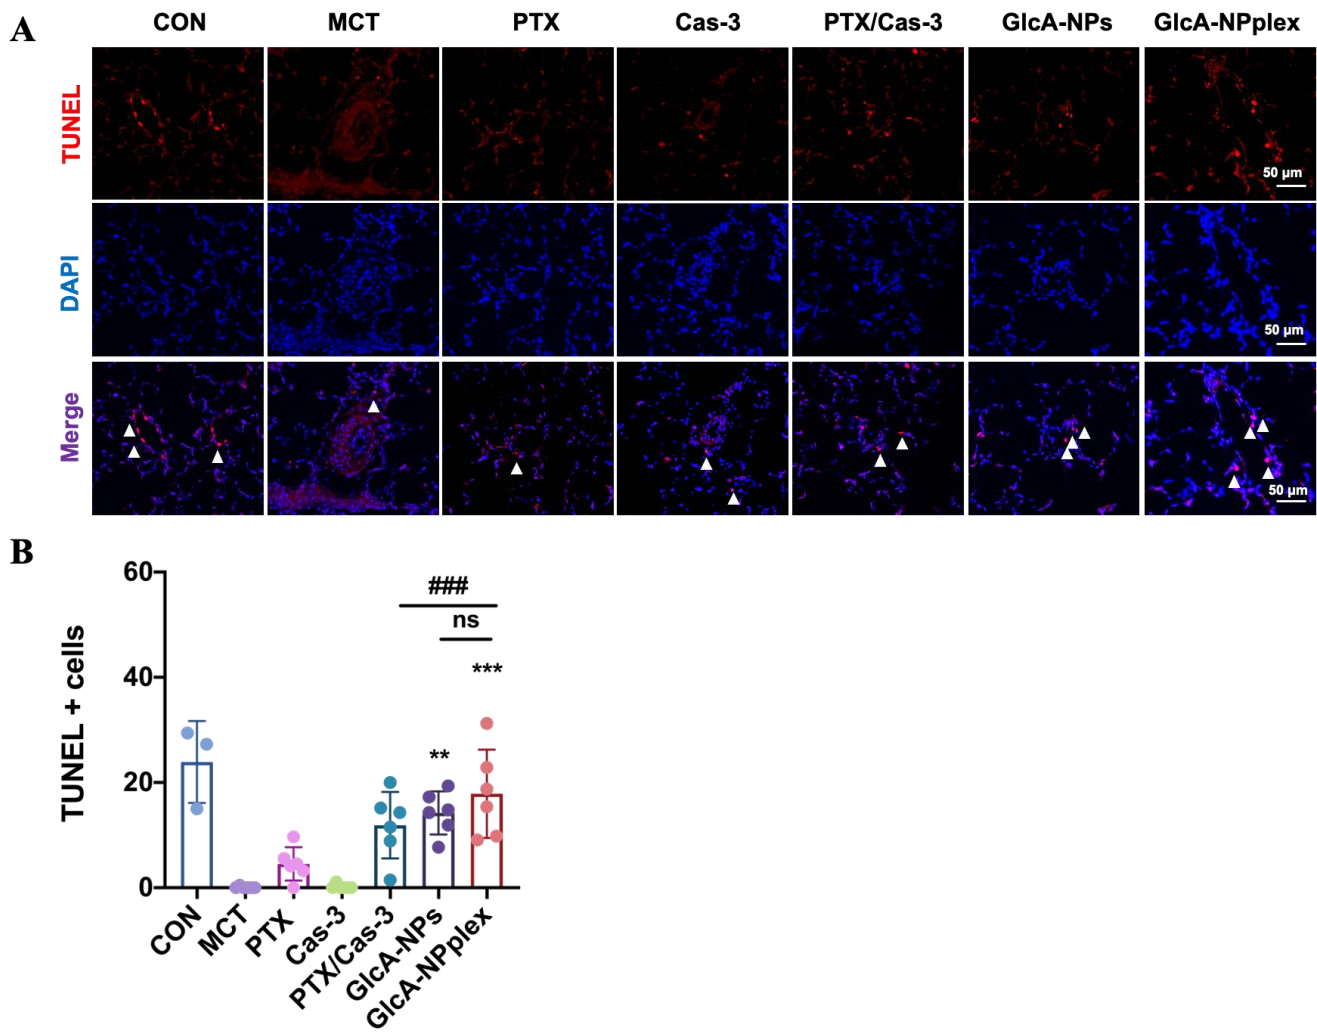 A
CON MCT PTX Cas-3 PTX/Cas-3 GlcA-NPs GlcA-NPplex
TUNEL
50 µm
DAPI
50 µm
Merge
50 µm
B
TUNEL + cells
60
40
20
0
###
ns
***
**
CON MCT PTX Cas-3 PTX/Cas-3 GlcA-NPs GlcA-NPplex